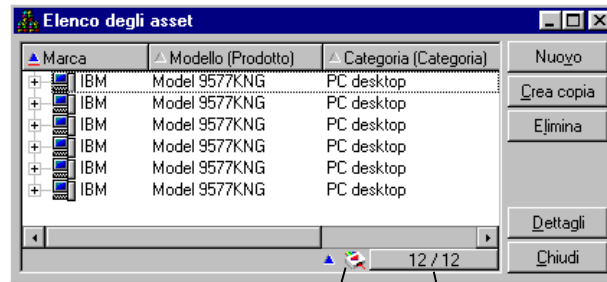 Elenco degli asset
Marca Modello (Prodotto) Categoria (Categoria)
IBM Model 9577KNG PC desktop
IBM Model 9577KNG PC desktop
IBM Model 9577KNG PC desktop
IBM Model 9577KNG PC desktop
IBM Model 9577KNG PC desktop
IBM Model 9577KNG PC desktop
12 / 12
Nuovo
Crea copia
Elimina
Dettagli
Chiudi